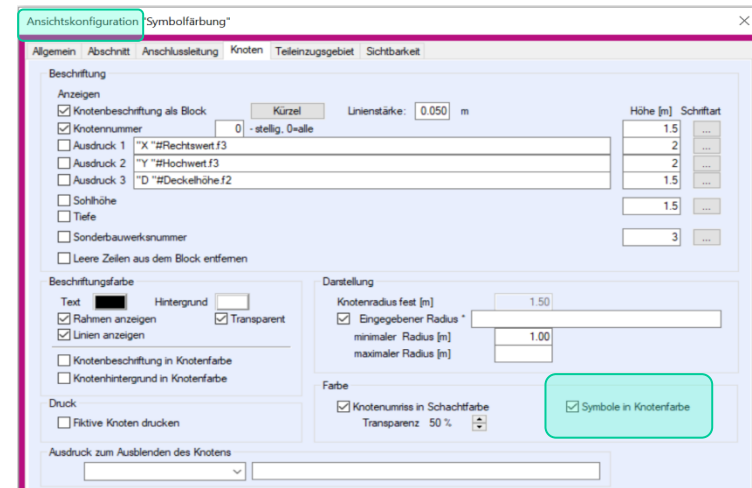 Ansichtskonfiguration "Symbolfärbung"
Allgemein Abschnitt Anschlussleitung Knoten Teileinzugsgebiet Sichtbarkeit
Beschriftung
Anzeigen
Knotenbeschriftung als Block Kürzel Linienstärke: 0.050 m Höhe [m] Schriftart
Knotennummer 0 - stellig, 0=alle 1.5 ...
Ausdruck 1 "X "#Rechtswert.f3 2 ...
Ausdruck 2 "Y "#Hochwert.f3 2 ...
Ausdruck 3 "D "#Deckelhöhe.f2 1.5 ...
Sohlhöhe 1.5 ...
Tiefe
Sonderbauwerksnummer 3 ...
Leere Zeilen aus dem Block entfernen
Beschriftungsfarbe
Text Hintergrund
Rahmen anzeigen Transparent
Linien anzeigen
Knotenbeschriftung in Knotenfarbe
Knotenhintergrund in Knotenfarbe
Darstellung
Knotenradius fest [m] 1.50
Eingegebener Radius *
minimaler Radius [m] 1.00
maximaler Radius [m]
Druck
Fiktive Knoten drucken
Farbe
Knotenumriss in Schachtfarbe Symbole in Knotenfarbe
Transparenz 50 %
Ausdruck zum Ausblenden des Knotens